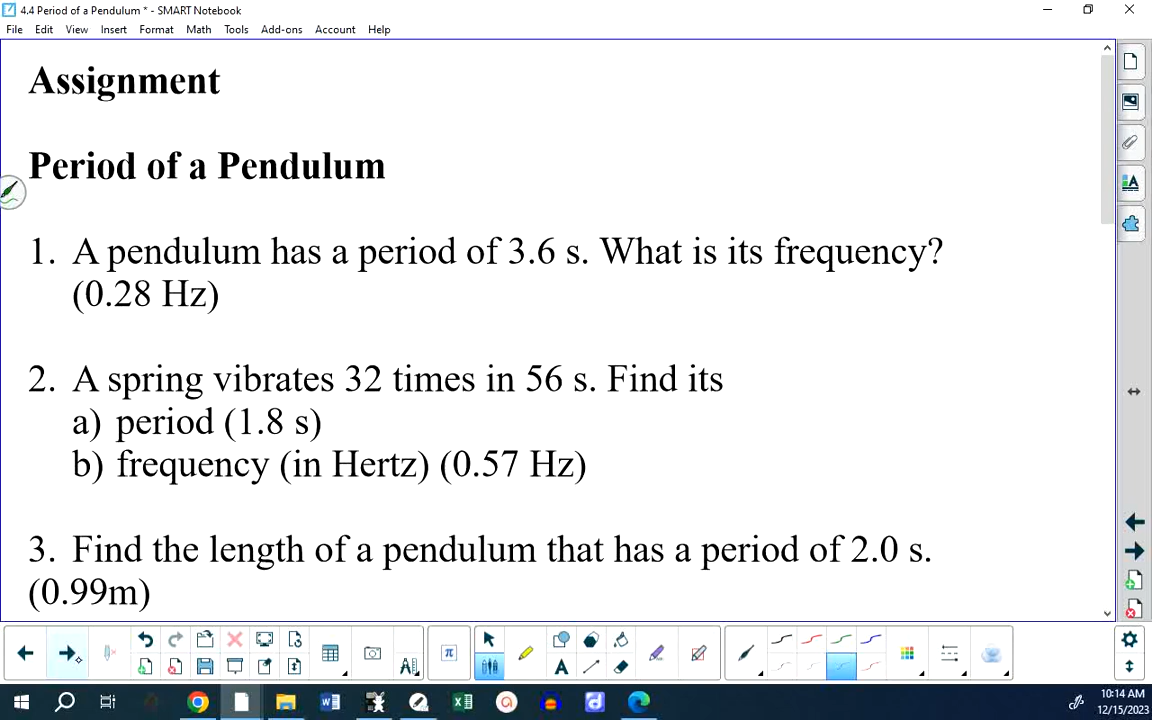 4.4 Period of a Pendulum * - SMART Notebook
File Edit View Insert Format Math Tools Add-ons Account Help
Assignment
Period of a Pendulum
1. A pendulum has a period of 3.6 s. What is its frequency?
(0.28 Hz)
2. A spring vibrates 32 times in 56 s. Find its
a) period (1.8 s)
b) frequency (in Hertz) (0.57 Hz)
3. Find the length of a pendulum that has a period of 2.0 s.
(0.99m)
10:14 AM
12/15/2023